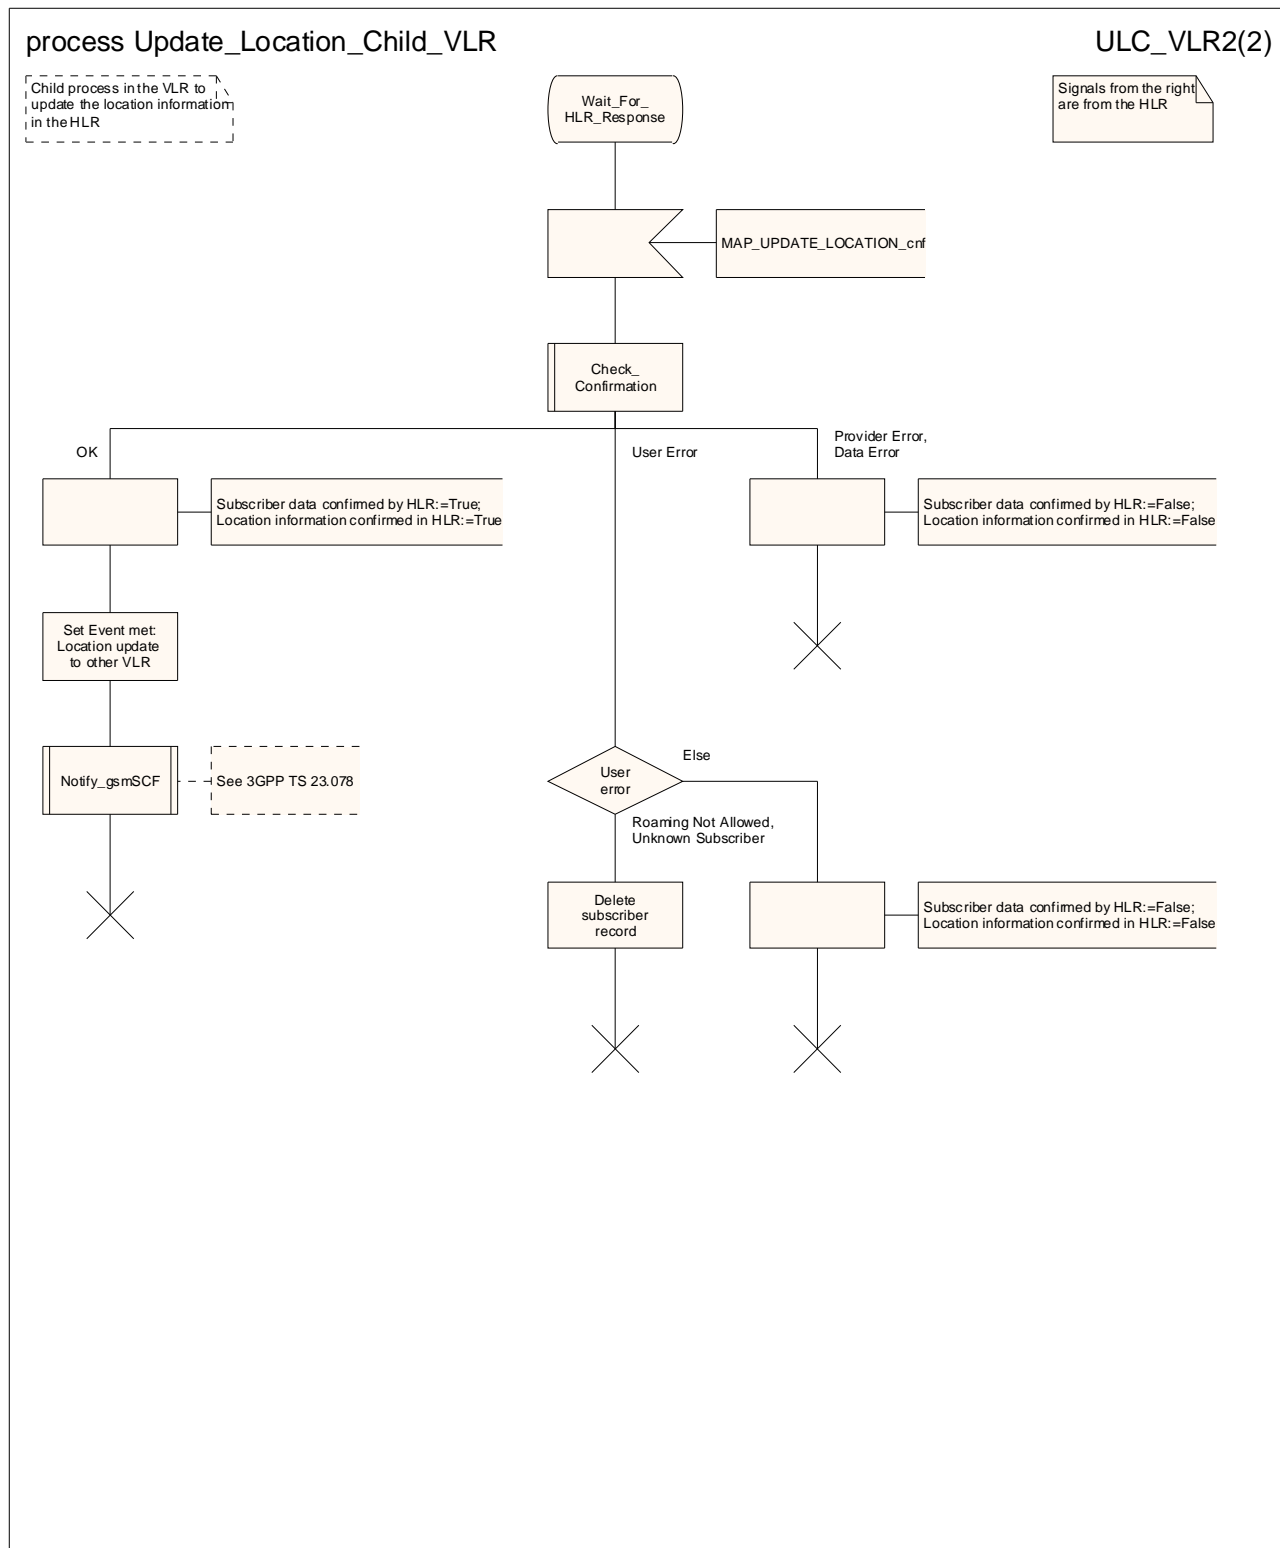 process Update_Location_Child_VLR
ULC_VLR2(2)
Child process in the VLR to
update the location information
in the HLR
Wait_For_
HLR_Response
Signals from the right
are from the HLR
MAP_UPDATE_LOCATION_cnf
Check_
Confirmation
OK
User Error
Provider Error,
Data Error
Subscriber data confirmed by HLR:=True;
Location information confirmed in HLR:=True
Subscriber data confirmed by HLR:=False;
Location information confirmed in HLR:=False
Set Event met:
Location update
to other VLR
Notify_gsmSCF
See 3GPP TS 23.078
User
error
Else
Roaming Not Allowed,
Unknown Subscriber
Delete
subscriber
record
Subscriber data confirmed by HLR:=False;
Location information confirmed in HLR:=False